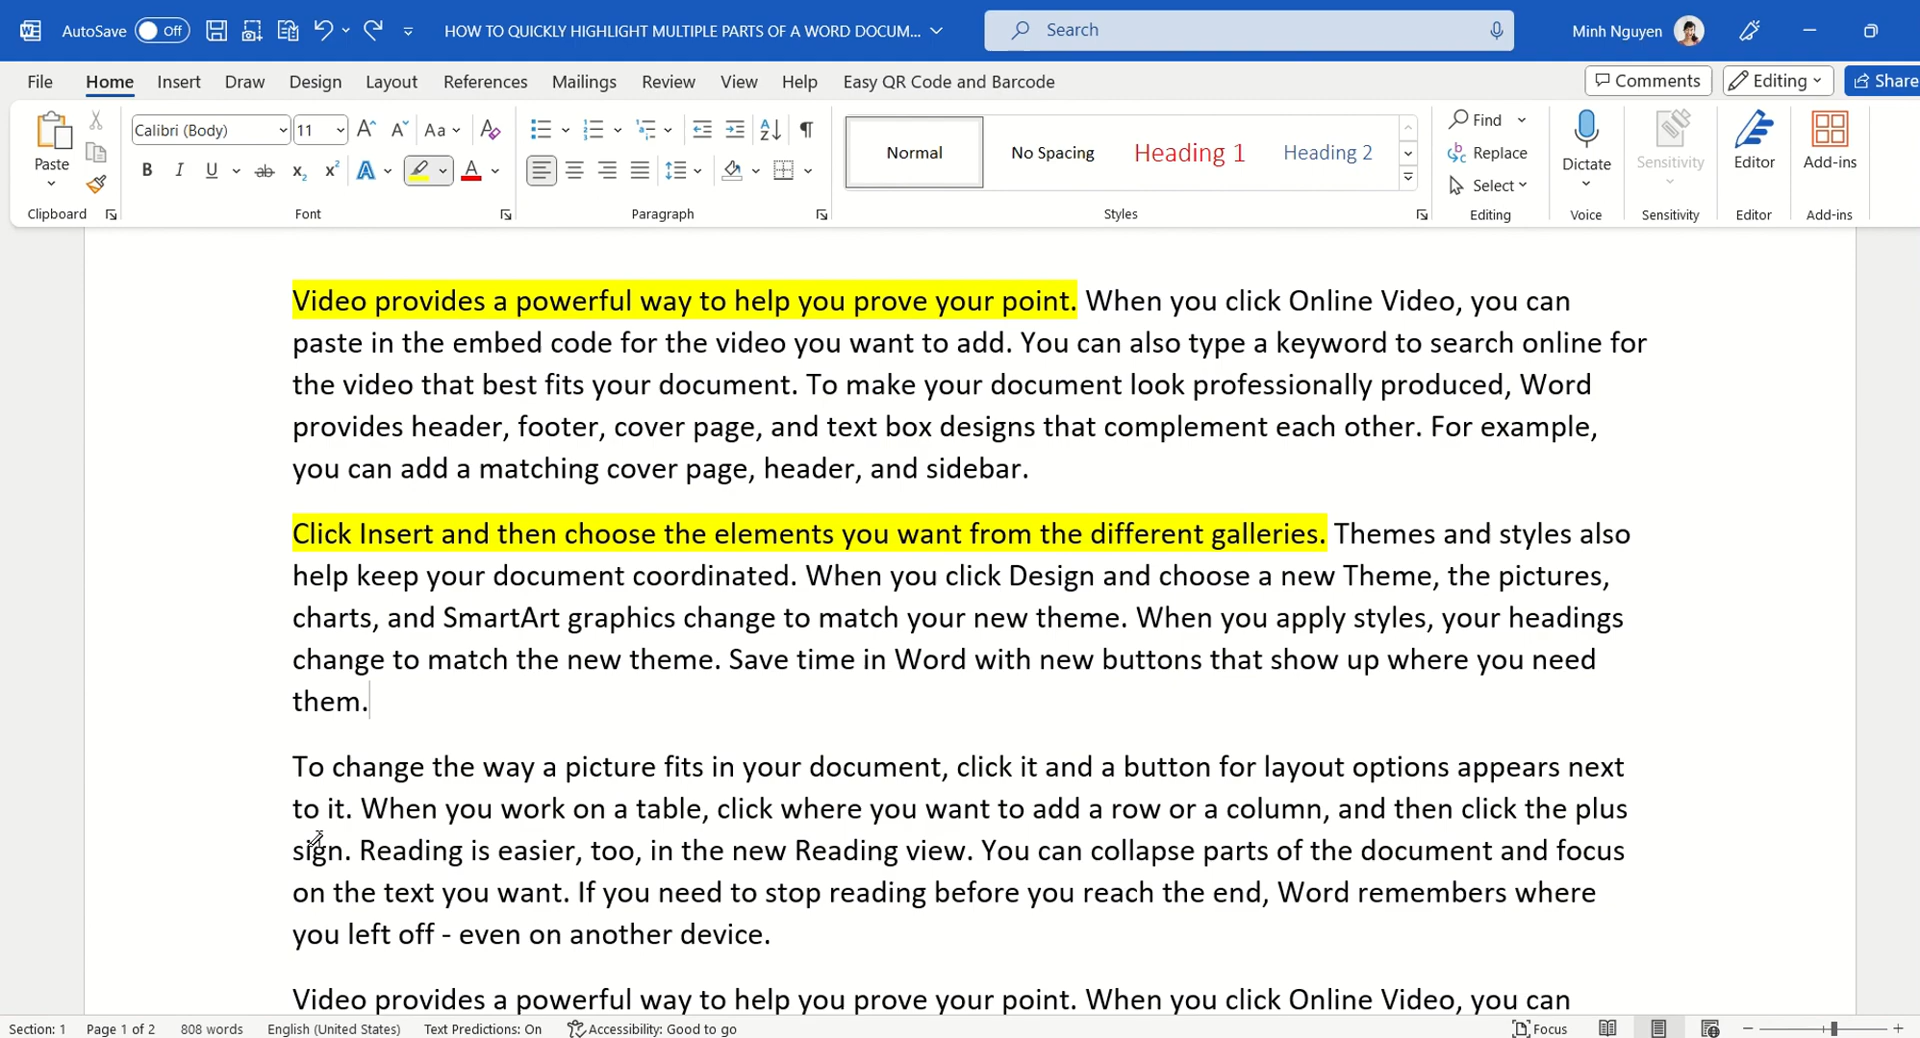 AutoSave Off HOW TO QUICKLY HIGHLIGHT MULTIPLE PARTS OF A WORD DOCUM... Search Minh Nguyen
File Home Insert Draw Design Layout References Mailings Review View Help Easy QR Code and Barcode Comments Editing Share
Paste
Calibri (Body) 11 Aa
B I U ab x₂ x² A A
Normal No Spacing Heading 1 Heading 2
Find
Replace
Select
Dictate
Sensitivity
Editor
Add-ins
Clipboard Font Paragraph Styles Editing Voice Sensitivity Editor Add-ins
Video provides a powerful way to help you prove your point. When you click Online Video, you can
paste in the embed code for the video you want to add. You can also type a keyword to search online for
the video that best fits your document. To make your document look professionally produced, Word
provides header, footer, cover page, and text box designs that complement each other. For example,
you can add a matching cover page, header, and sidebar.
Click Insert and then choose the elements you want from the different galleries. Themes and styles also
help keep your document coordinated. When you click Design and choose a new Theme, the pictures,
charts, and SmartArt graphics change to match your new theme. When you apply styles, your headings
change to match the new theme. Save time in Word with new buttons that show up where you need
them.
To change the way a picture fits in your document, click it and a button for layout options appears next
to it. When you work on a table, click where you want to add a row or a column, and then click the plus
sign. Reading is easier, too, in the new Reading view. You can collapse parts of the document and focus
on the text you want. If you need to stop reading before you reach the end, Word remembers where
you left off - even on another device.
Video provides a powerful way to help you prove your point. When you click Online Video, you can
Section: 1 Page 1 of 2 808 words English (United States) Text Predictions: On Accessibility: Good to go Focus